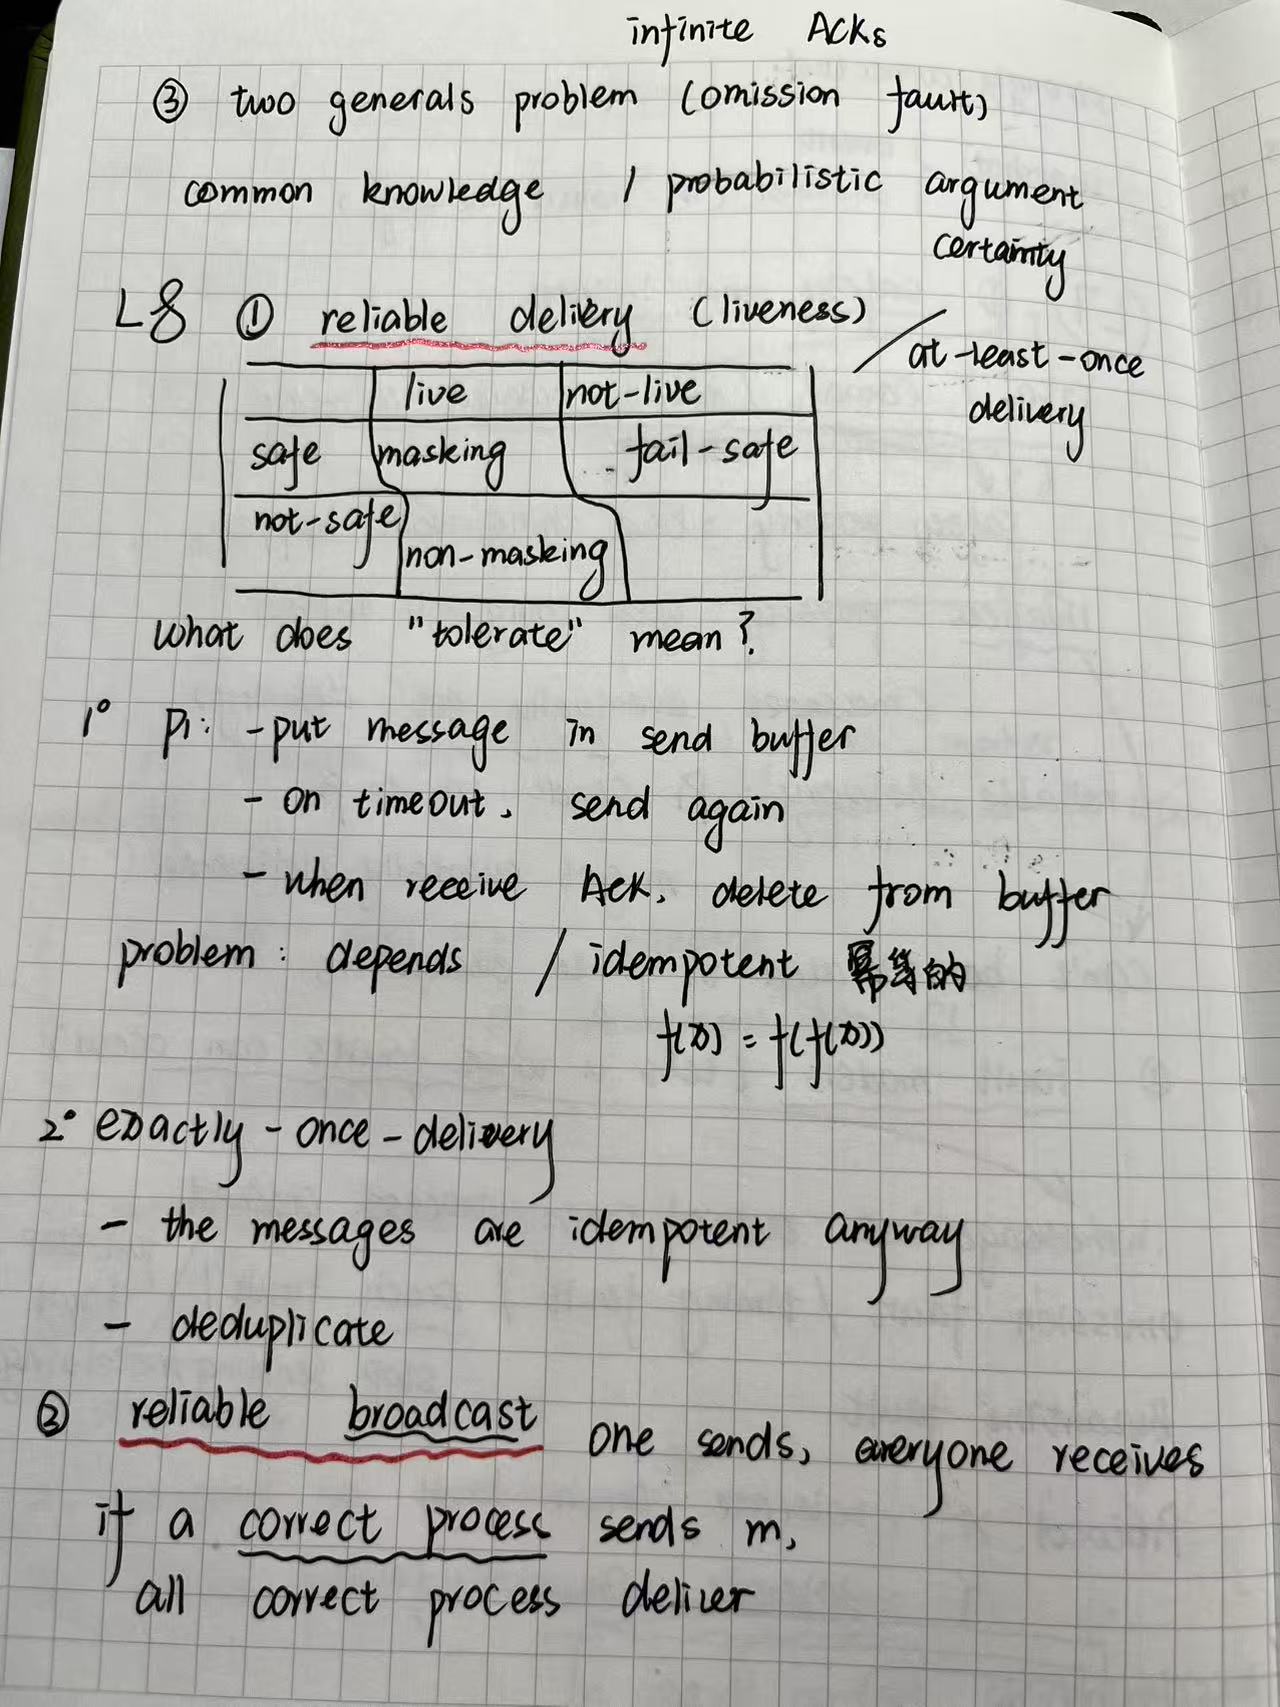 infinite Acks
③ two generals problem (omission fault)
common knowledge / probabilistic argument
certainty
L8 ① reliable delivery (liveness)
/ at-least-once
delivery
live not-live
safe masking fail-safe
not-safe
non-masking
what does "tolerate" mean?
1° P1: - put message in send buffer
- on timeout, send again
- when receive Ack, delete from buffer
problem: depends / idempotent 幂等的
f(x) = f(f(x))
2° exactly-once-delivery
- the messages are idempotent anyway
- deduplicate
② reliable broadcast one sends, everyone receives
if a correct process sends m,
all correct process deliver